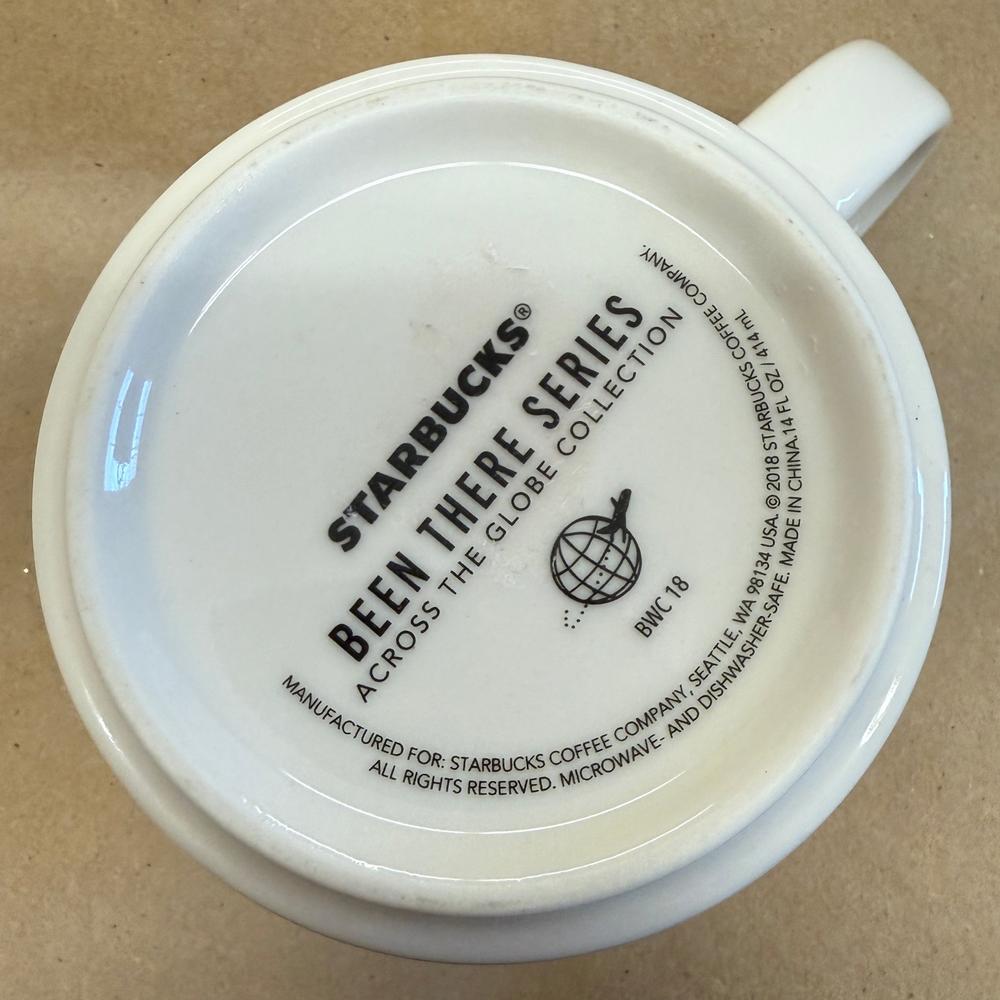 STARBUCKS®
BEEN THERE SERIES
ACROSS THE GLOBE COLLECTION
BWC 18
MANUFACTURED FOR: STARBUCKS COFFEE COMPANY, SEATTLE, WA 98134 USA. © 2018 STARBUCKS COFFEE COMPANY.
ALL RIGHTS RESERVED. MICROWAVE- AND DISHWASHER-SAFE. MADE IN CHINA.14 FL OZ / 414 mL